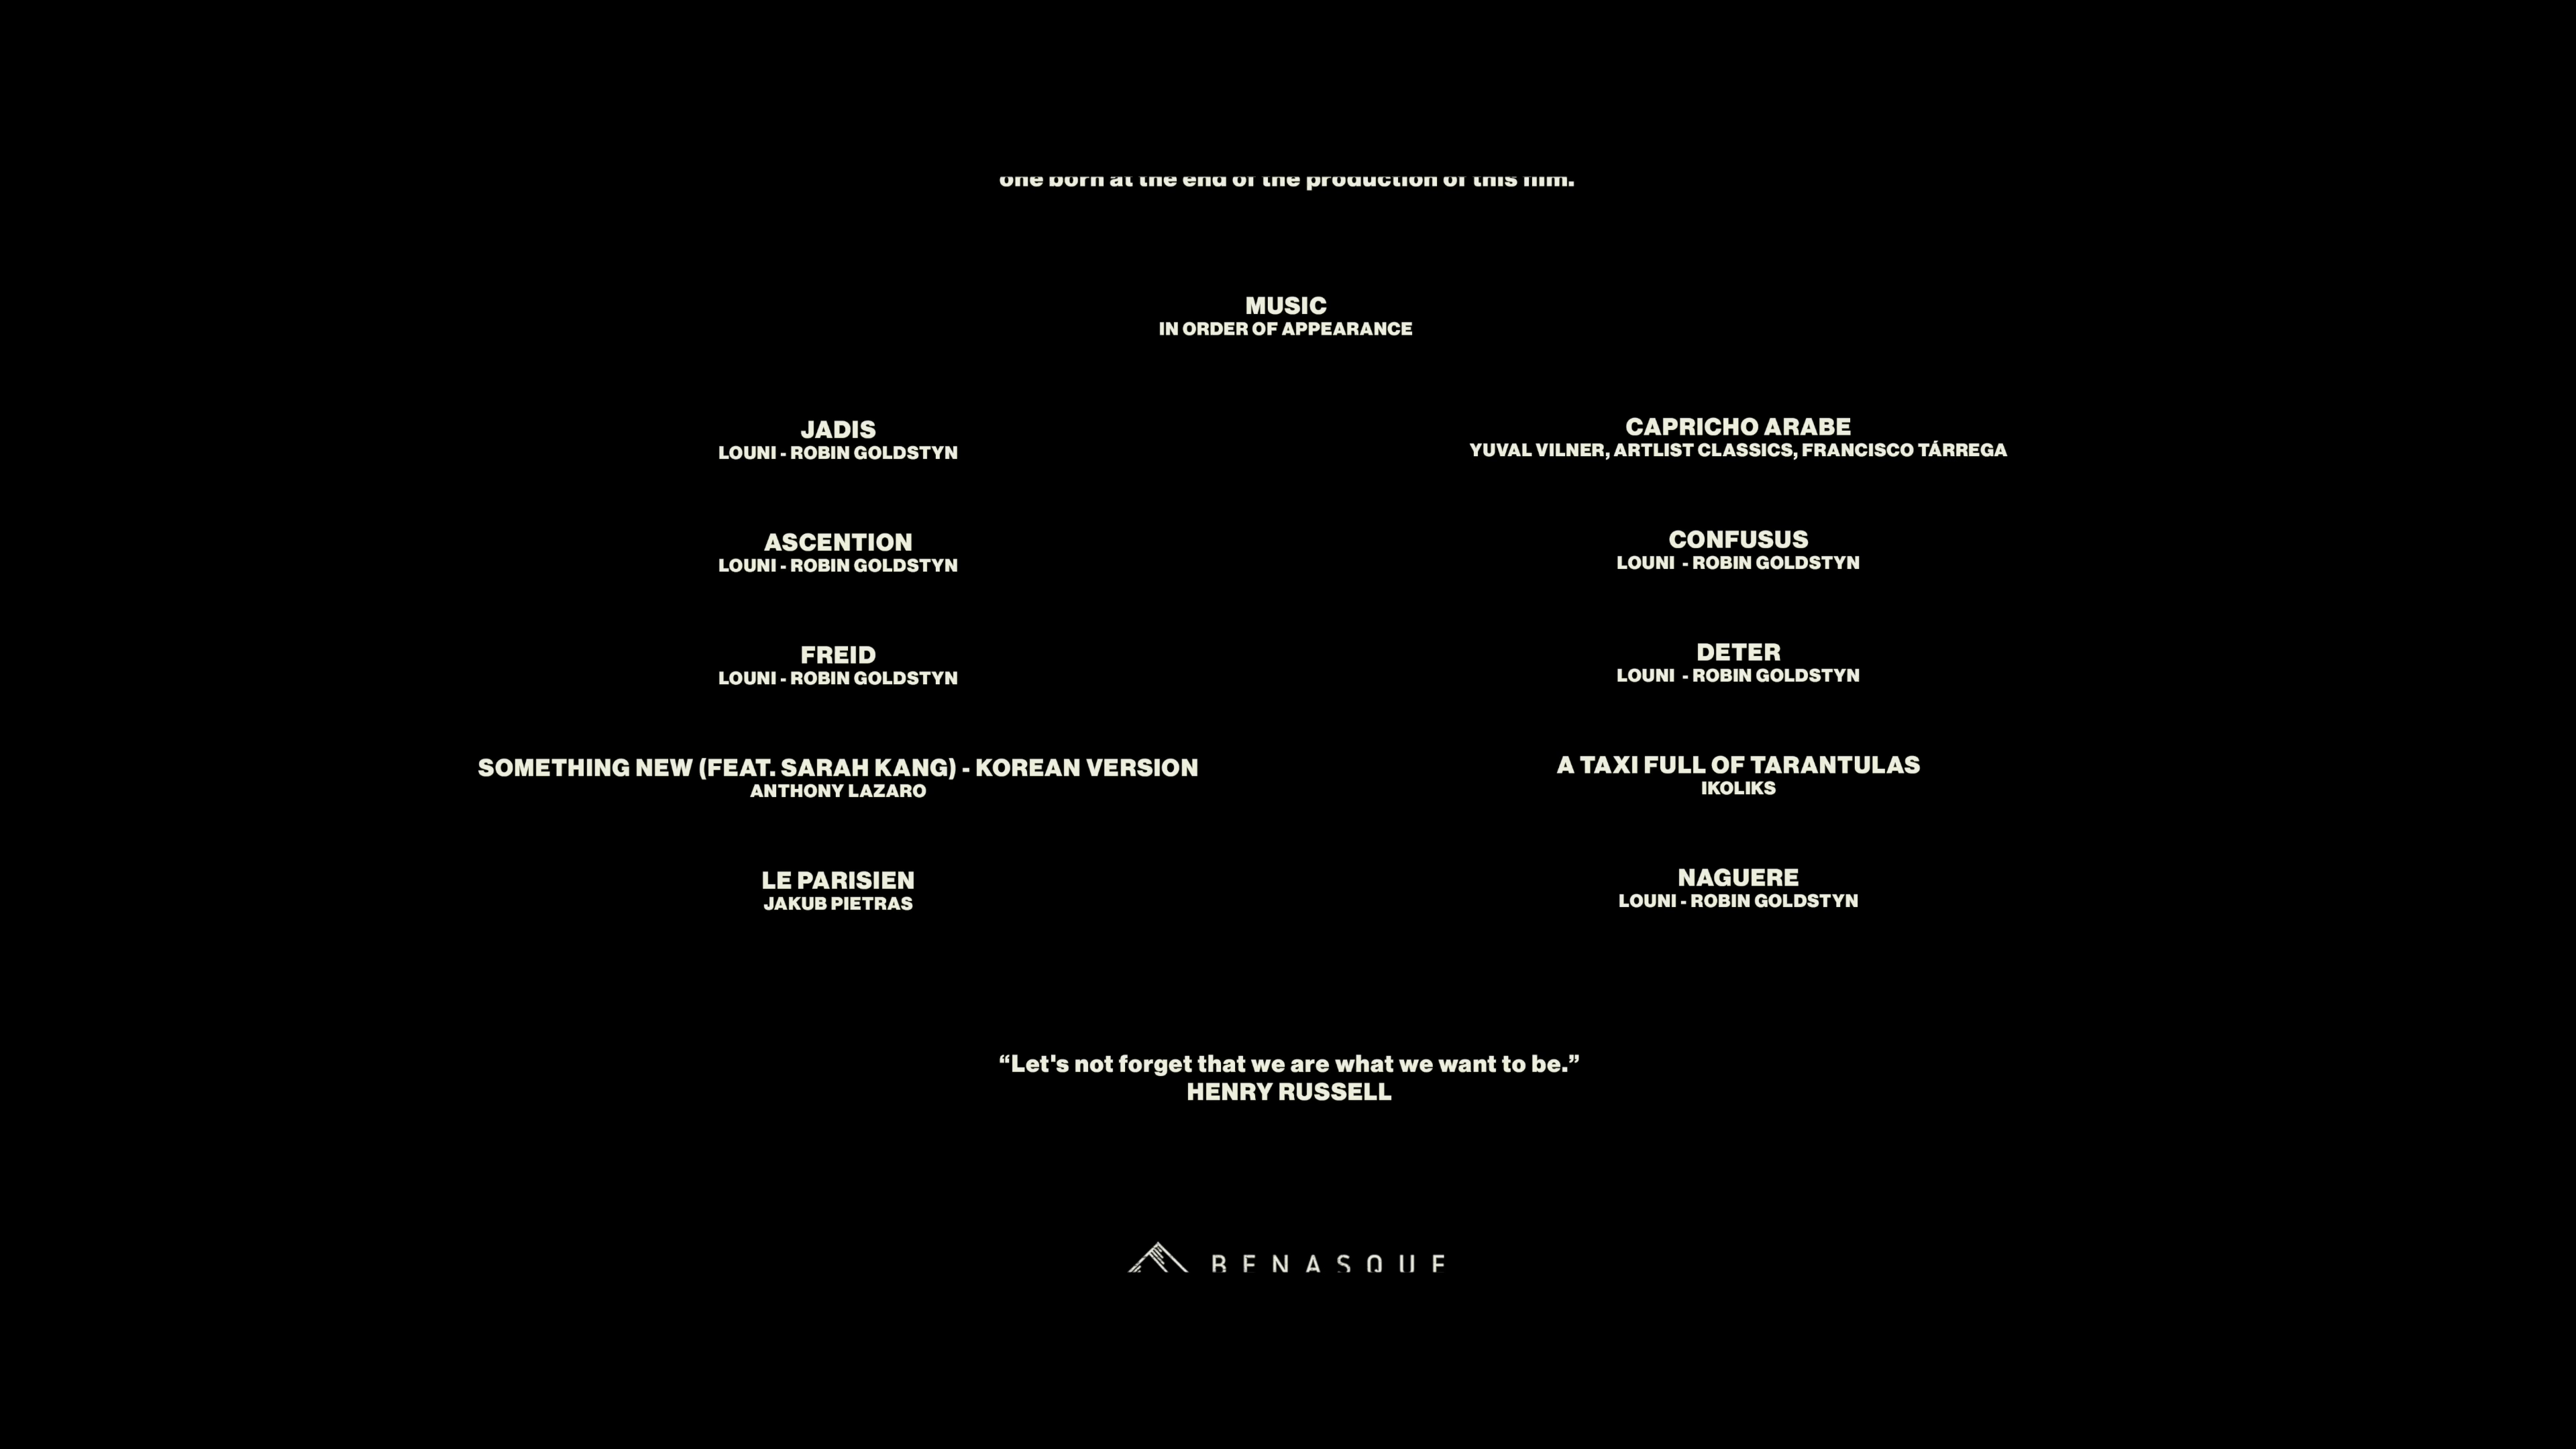 one born at the end of the production of this film.
MUSIC
IN ORDER OF APPEARANCE
JADIS
LOUNI - ROBIN GOLDSTYN
ASCENTION
LOUNI - ROBIN GOLDSTYN
FREID
LOUNI - ROBIN GOLDSTYN
SOMETHING NEW (FEAT. SARAH KANG) - KOREAN VERSION
ANTHONY LAZARO
LE PARISIEN
JAKUB PIETRAS
CAPRICHO ARABE
YUVAL VILNER, ARTLIST CLASSICS, FRANCISCO TÁRREGA
CONFUSUS
LOUNI - ROBIN GOLDSTYN
DETER
LOUNI - ROBIN GOLDSTYN
A TAXI FULL OF TARANTULAS
IKOLIKS
NAGUERE
LOUNI - ROBIN GOLDSTYN
“Let's not forget that we are what we want to be.”
HENRY RUSSELL
BENASQUE